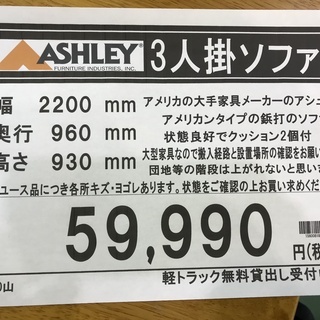 ASHLEY 3人掛ソファ
FURNITURE INDUSTRIES, INC.
幅 2200 mm
奥行 960 mm
高さ 930 mm
アメリカの大手家具メーカーのアシュ
アメリカンタイプの鋲打のソフ
状態良好でクッション2個付
大型家具なので搬入経路と設置場所の確認をお願い
団地等の階段は上がれないと思いま
ユース品につき各所キズ・ヨゴレあります。状態をご確認の上お買い求めくだ
59,990 円(税
軽トラック無料貸出し受付
山